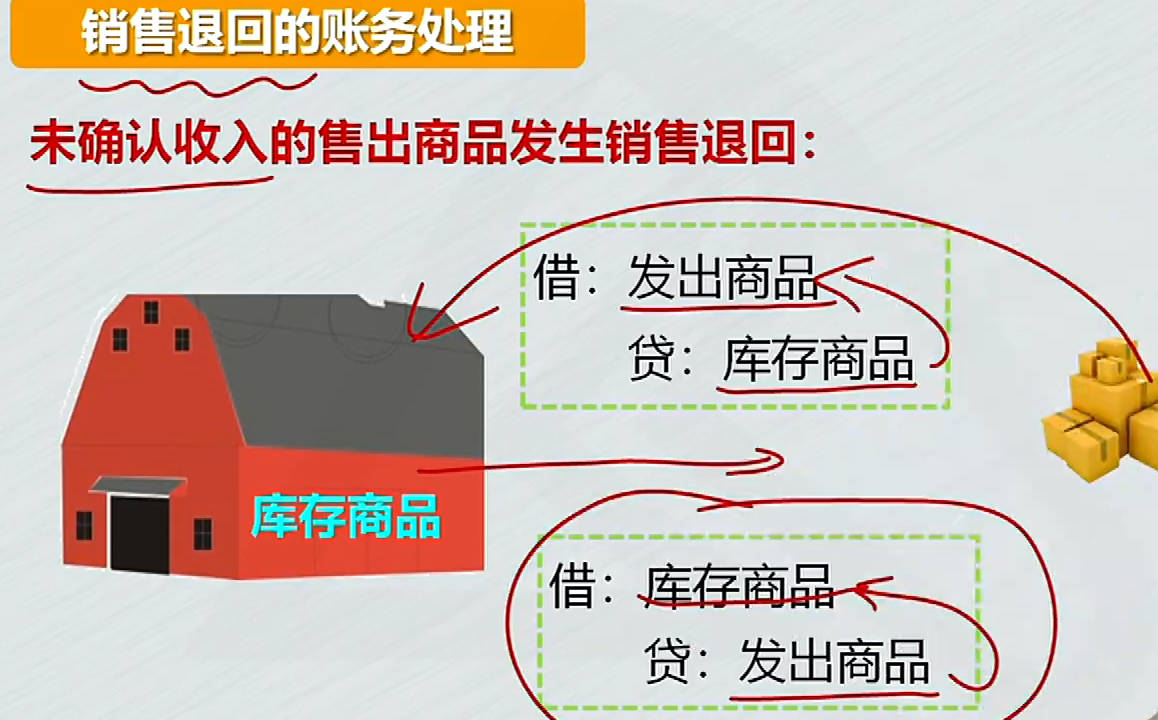 销售退回的账务处理
未确认收入的售出商品发生销售退回：
借：发出商品
贷：库存商品
库存商品
借：库存商品
贷：发出商品